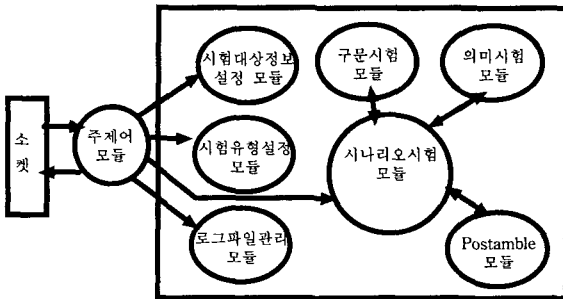 소
켓
주제어
모듈
시험대상정보
설정 모듈
시험유형설정
모듈
로그파일관리
모듈
구문시험
모듈
의미시험
모듈
시나리오시험
모듈
Postamble
모듈